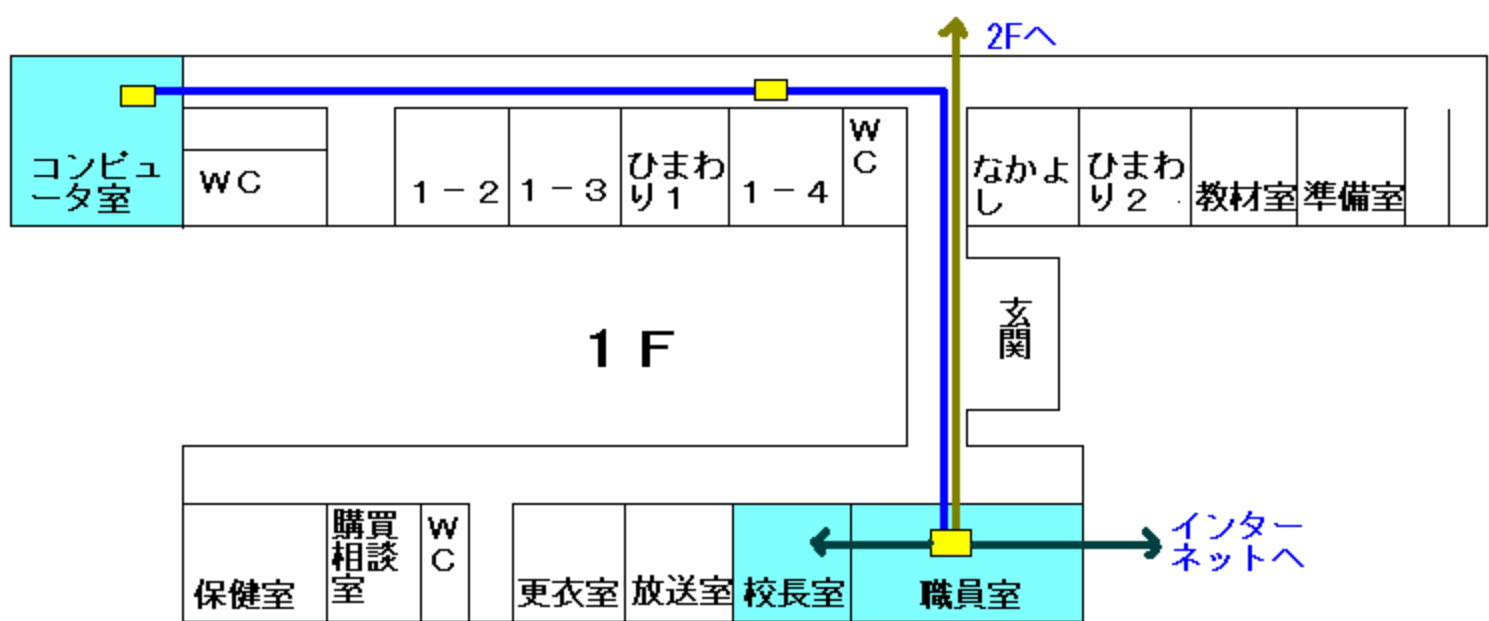 2Fへ
コンピュ
ータ室
WC
1-2
1-3
ひまわ
り1
1-4
W
C
なかよ
し
ひまわ
り2
教材室
準備室
玄
関
1F
保健室
購買
相談
室
W
C
更衣室
放送室
校長室
職員室
インター
ネットへ